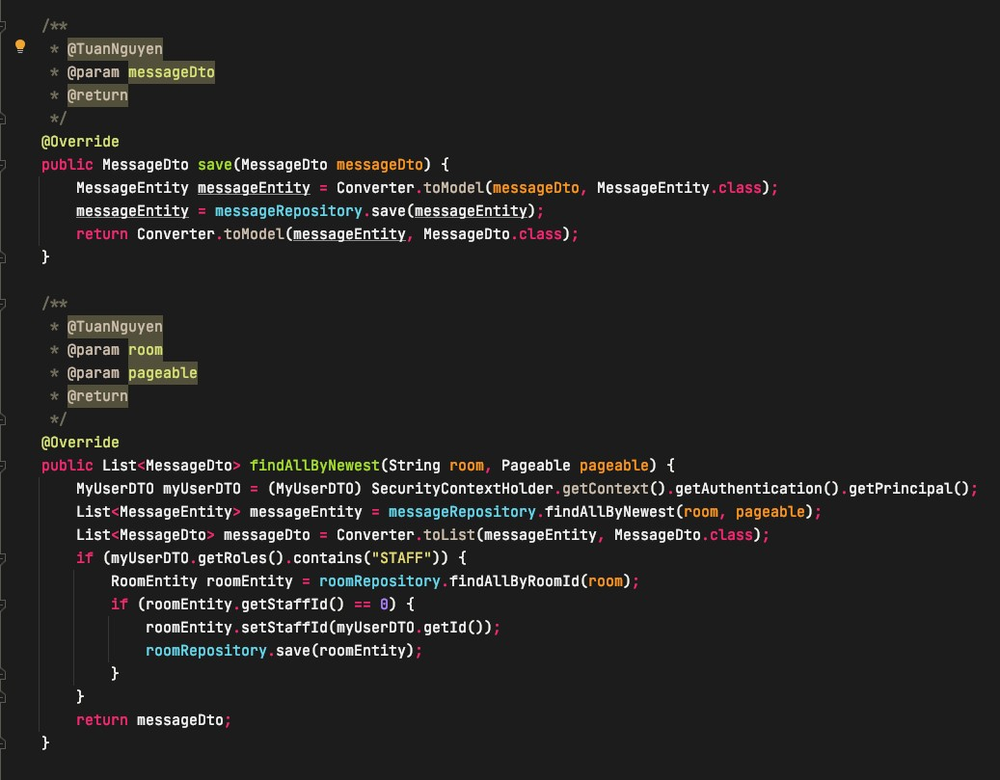 /**
 * @TuanNguyen
 * @param messageDto
 * @return
 */
@Override
public MessageDto save(MessageDto messageDto) {
    MessageEntity messageEntity = Converter.toModel(messageDto, MessageEntity.class);
    messageEntity = messageRepository.save(messageEntity);
    return Converter.toModel(messageEntity, MessageDto.class);
}

/**
 * @TuanNguyen
 * @param room
 * @param pageable
 * @return
 */
@Override
public List<MessageDto> findAllByNewest(String room, Pageable pageable) {
    MyUserDTO myUserDTO = (MyUserDTO) SecurityContextHolder.getContext().getAuthentication().getPrincipal();
    List<MessageEntity> messageEntity = messageRepository.findAllByNewest(room, pageable);
    List<MessageDto> messageDto = Converter.toList(messageEntity, MessageDto.class);
    if (myUserDTO.getRoles().contains("STAFF")) {
        RoomEntity roomEntity = roomRepository.findAllByRoomId(room);
        if (roomEntity.getStaffId() == 0) {
            roomEntity.setStaffId(myUserDTO.getId());
            roomRepository.save(roomEntity);
        }
    }
    return messageDto;
}